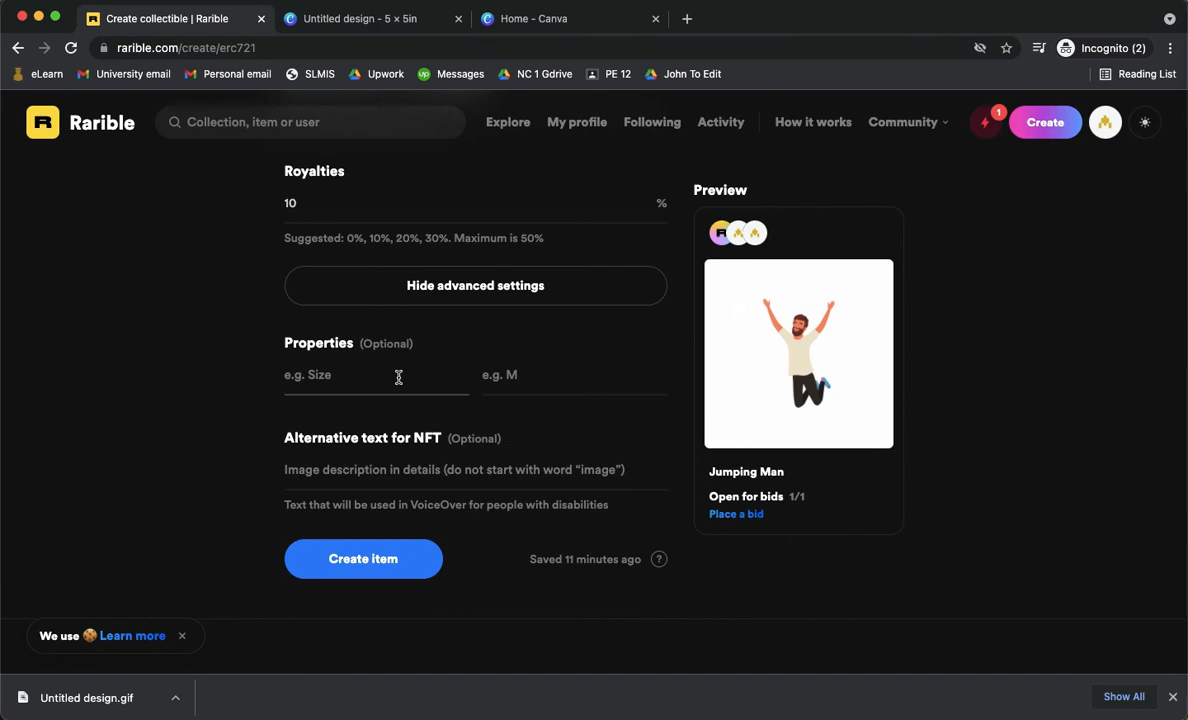 Create collectible | Rarible
Untitled design - 5 × 5in
Home - Canva
rarible.com/create/erc721
Incognito (2)
eLearn
University email
Personal email
SLMIS
Upwork
Messages
NC 1 Gdrive
PE 12
John To Edit
Reading List
R
Rarible
Collection, item or user
Explore
My profile
Following
Activity
How it works
Community
1
Create
Royalties
10
%
Suggested: 0%, 10%, 20%, 30%. Maximum is 50%
Hide advanced settings
Properties (Optional)
e.g. Size
e.g. M
Alternative text for NFT (Optional)
Image description in details (do not start with word “image”)
Text that will be used in VoiceOver for people with disabilities
Create item
Saved 11 minutes ago
?
Preview
Jumping Man
Open for bids 1/1
Place a bid
We use 🍪 Learn more
Untitled design.gif
Show All